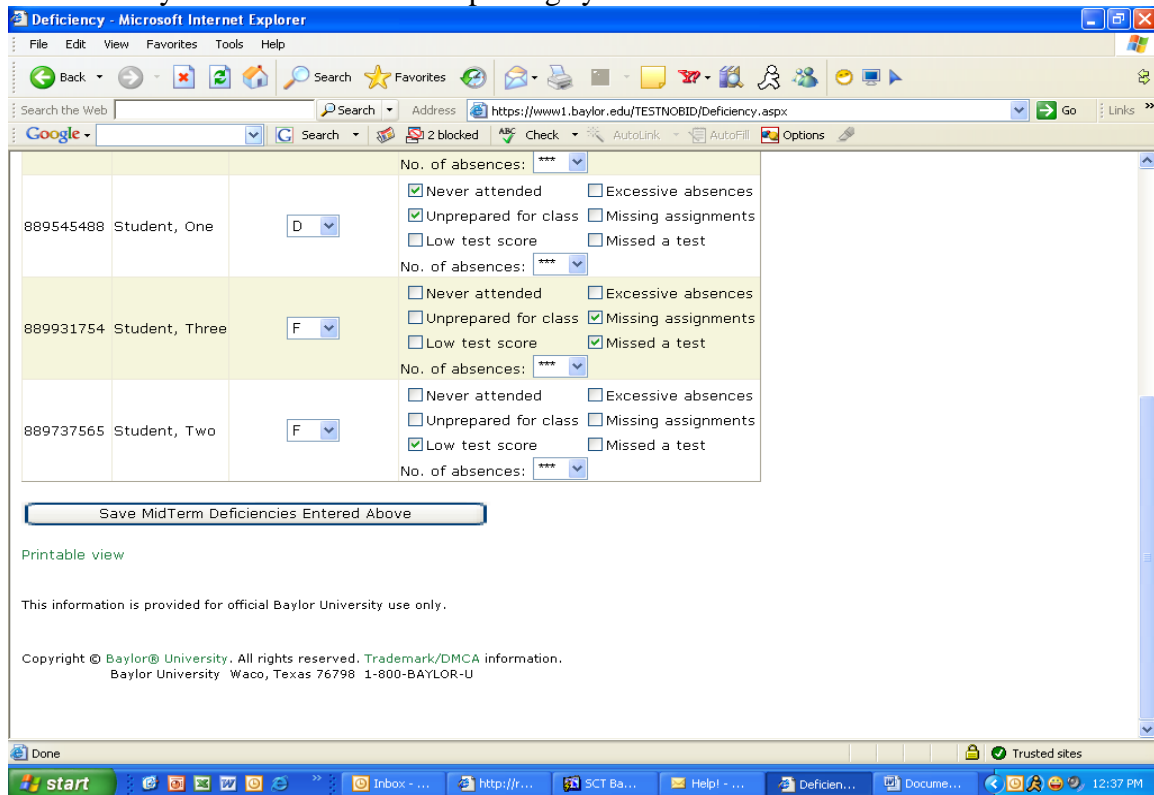 Deficiency - Microsoft Internet Explorer
File Edit View Favorites Tools Help
Back Search Favorites
Search the Web Search Address https://www1.baylor.edu/TESTNOBID/Deficiency.aspx Go Links »
Google Search 2 blocked ABC Check AutoLink AutoFill Options
No. of absences: ***
Never attended Excessive absences
Unprepared for class Missing assignments
889545488 Student, One D
Low test score Missed a test
No. of absences: ***
Never attended Excessive absences
Unprepared for class Missing assignments
889931754 Student, Three F
Low test score Missed a test
No. of absences: ***
Never attended Excessive absences
Unprepared for class Missing assignments
889737565 Student, Two F
Low test score Missed a test
No. of absences: ***
Save MidTerm Deficiencies Entered Above
Printable view
This information is provided for official Baylor University use only.
Copyright © Baylor® University. All rights reserved. Trademark/DMCA information.
Baylor University Waco, Texas 76798 1-800-BAYLOR-U
Done Trusted sites
start » Inbox - ... http://r... SCT Ba... Help! - ... Deficien... Docume... 12:37 PM